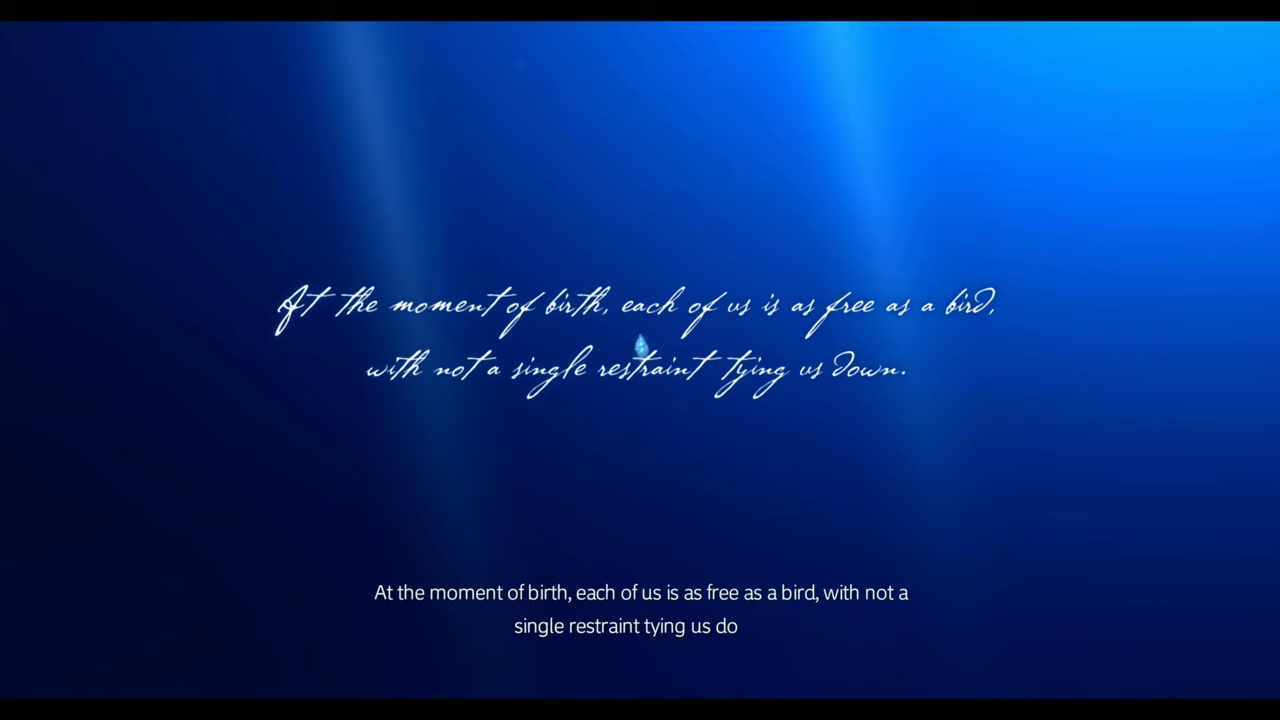 At the moment of birth, each of us is as free as a bird,
with not a single restraint tying us down.
At the moment of birth, each of us is as free as a bird, with not a
single restraint tying us do